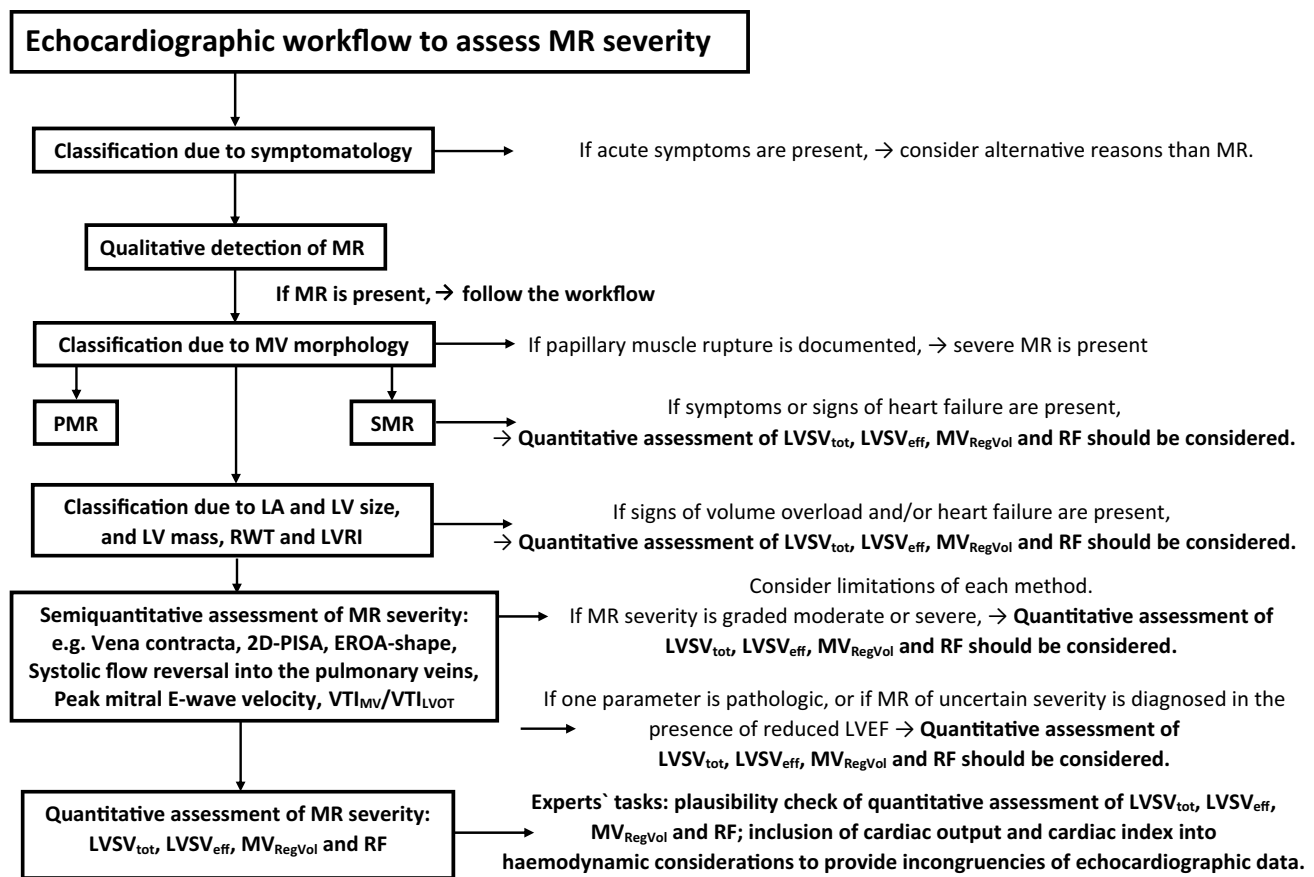 Echocardiographic workflow to assess MR severity
Classification due to symptomatology
If acute symptoms are present, → consider alternative reasons than MR.
Qualitative detection of MR
If MR is present, → follow the workflow
Classification due to MV morphology
If papillary muscle rupture is documented, → severe MR is present
PMR
SMR
If symptoms or signs of heart failure are present,
→ Quantitative assessment of LVSVtot, LVSVeff, MVRegVol and RF should be considered.
Classification due to LA and LV size,
and LV mass, RWT and LVRI
If signs of volume overload and/or heart failure are present,
→ Quantitative assessment of LVSVtot, LVSVeff, MVRegVol and RF should be considered.
Semiquantitative assessment of MR severity:
e.g. Vena contracta, 2D-PISA, EROA-shape,
Systolic flow reversal into the pulmonary veins,
Peak mitral E-wave velocity, VTIMV/VTILVOT
Consider limitations of each method.
If MR severity is graded moderate or severe, → Quantitative assessment of
LVSVtot, LVSVeff, MVRegVol and RF should be considered.
If one parameter is pathologic, or if MR of uncertain severity is diagnosed in the
presence of reduced LVEF → Quantitative assessment of
LVSVtot, LVSVeff, MVRegVol and RF should be considered.
Quantitative assessment of MR severity:
LVSVtot, LVSVeff, MVRegVol and RF
Experts` tasks: plausibility check of quantitative assessment of LVSVtot, LVSVeff,
MVRegVol and RF; inclusion of cardiac output and cardiac index into
haemodynamic considerations to provide incongruencies of echocardiographic data.